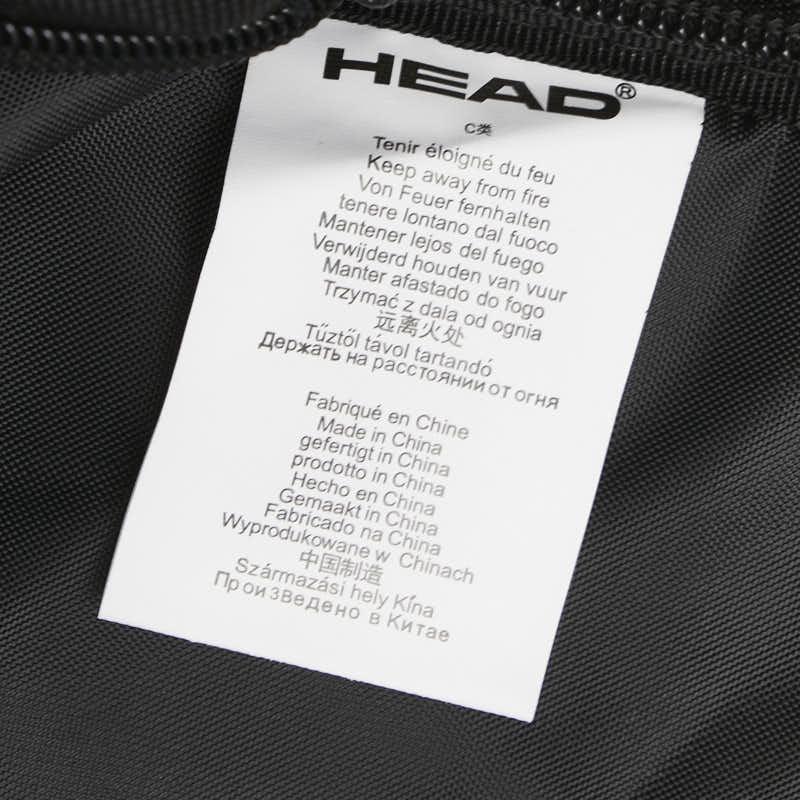 HEAD®
C类
Tenir éloigné du feu
Keep away from fire
Von Feuer fernhalten
tenere lontano dal fuoco
Mantener lejos del fuego
Verwijderd houden van vuur
Manter afastado do fogo
Trzymać z dala od ognia
远离火处
Tűztől távol tartandó
Держать на расстоянии от огня
Fabriqué en Chine
Made in China
gefertigt in China
prodotto in China
Hecho en China
Gemaakt in China
Fabricado na China
Wyprodukowane w Chinach
中国制造
Származási hely Kína
Произведено в Китае